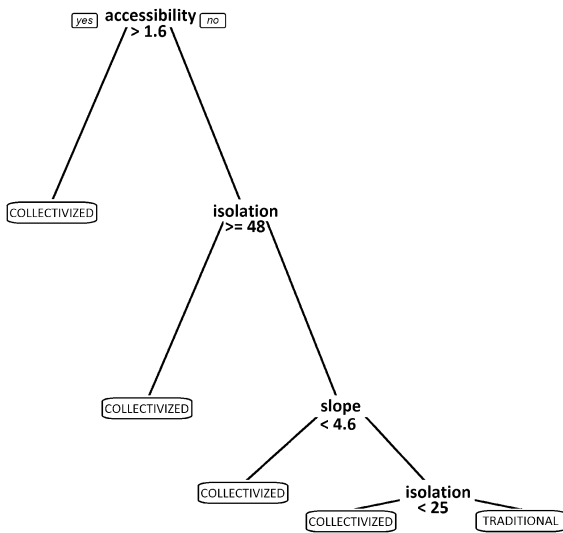 yes accessibility no
> 1.6
COLLECTIVIZED
isolation
>= 48
COLLECTIVIZED
slope
< 4.6
COLLECTIVIZED
isolation
< 25
COLLECTIVIZED
TRADITIONAL